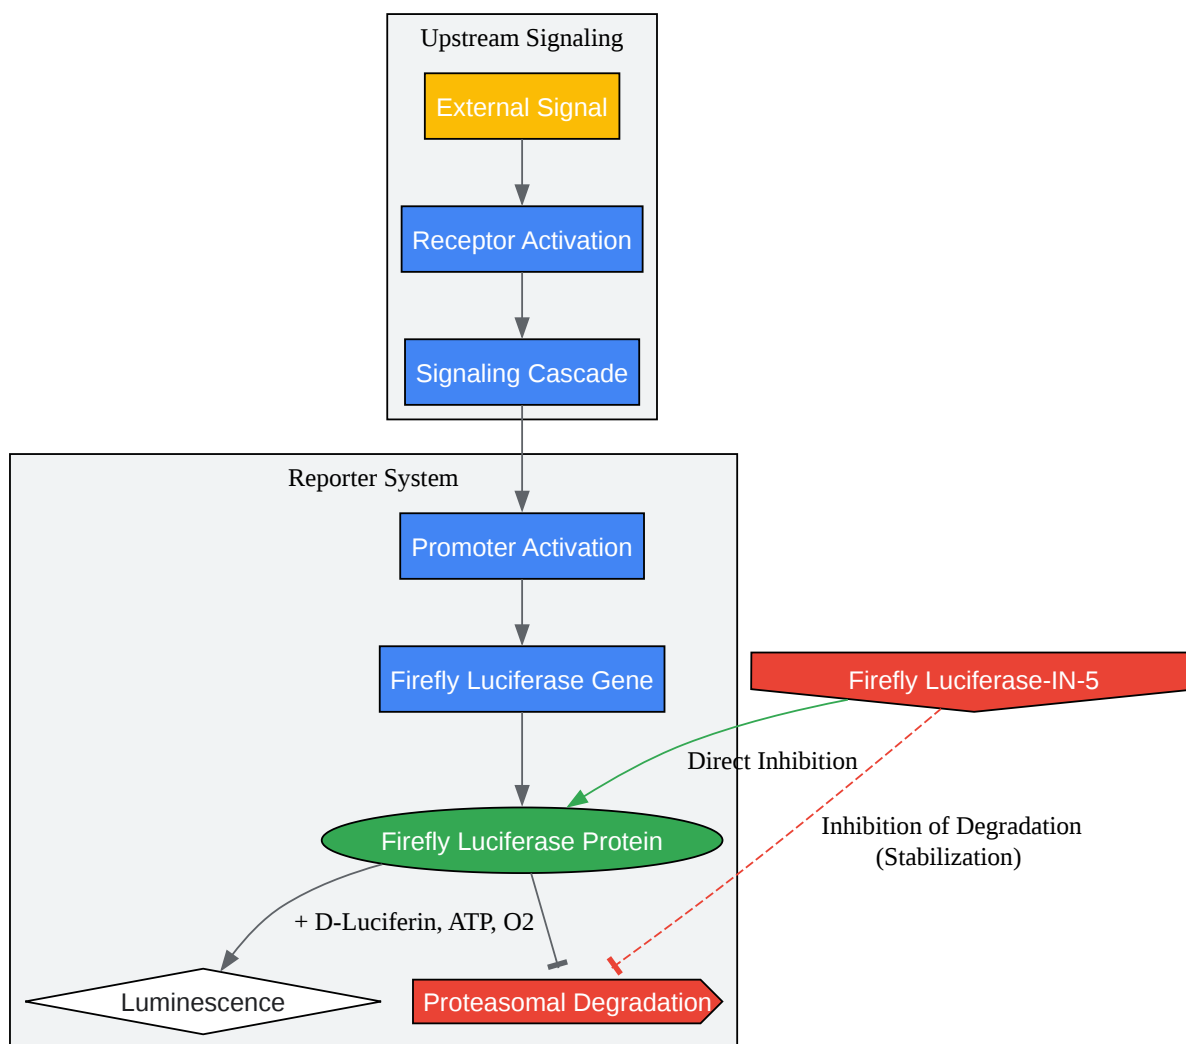 Upstream Signaling
External Signal
Receptor Activation
Signaling Cascade
Reporter System
Promoter Activation
Firefly Luciferase Gene
Firefly Luciferase-IN-5
Direct Inhibition
Inhibition of Degradation
(Stabilization)
Firefly Luciferase Protein
+ D-Luciferin, ATP, O2
Luminescence
Proteasomal Degradation